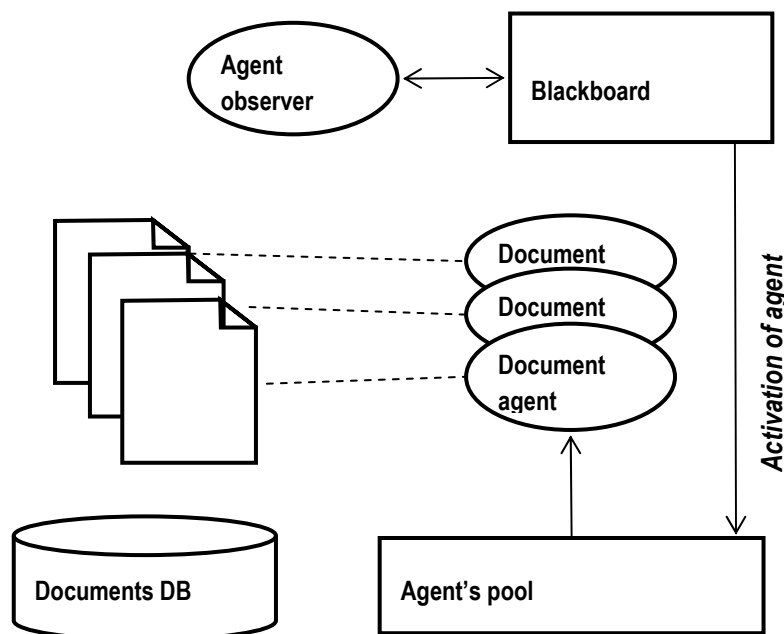 Agent
observer
Blackboard
Document
Document
Document
agent
Activation of agent
Documents DB
Agent’s pool